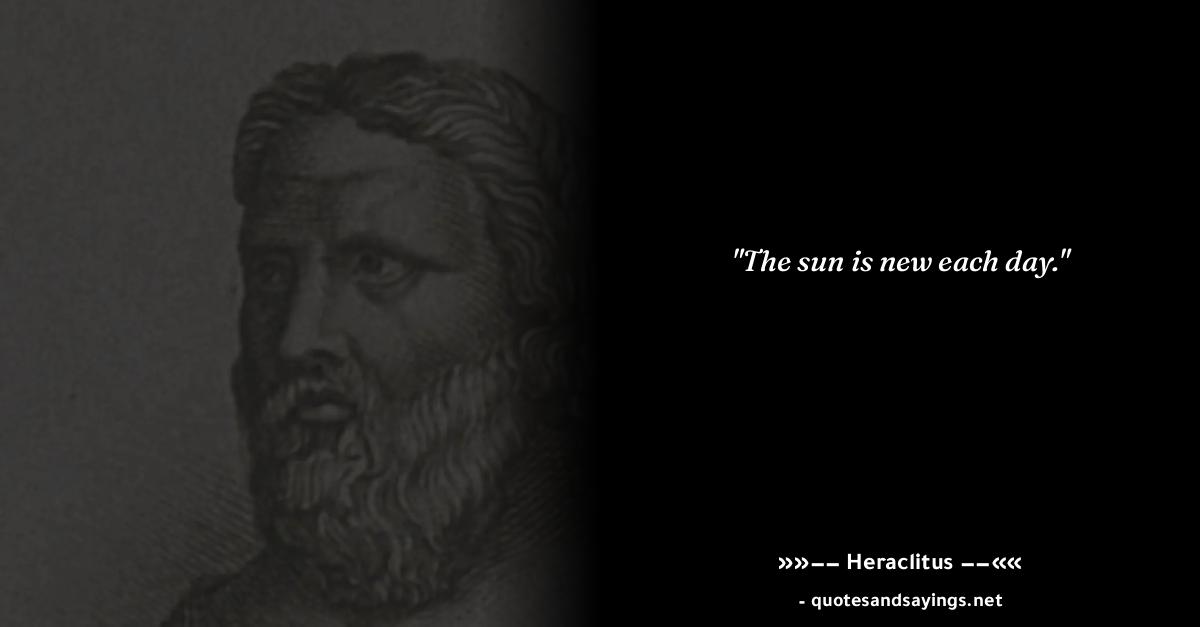 "The sun is new each day."
»»−− Heraclitus −−««
- quotesandsayings.net